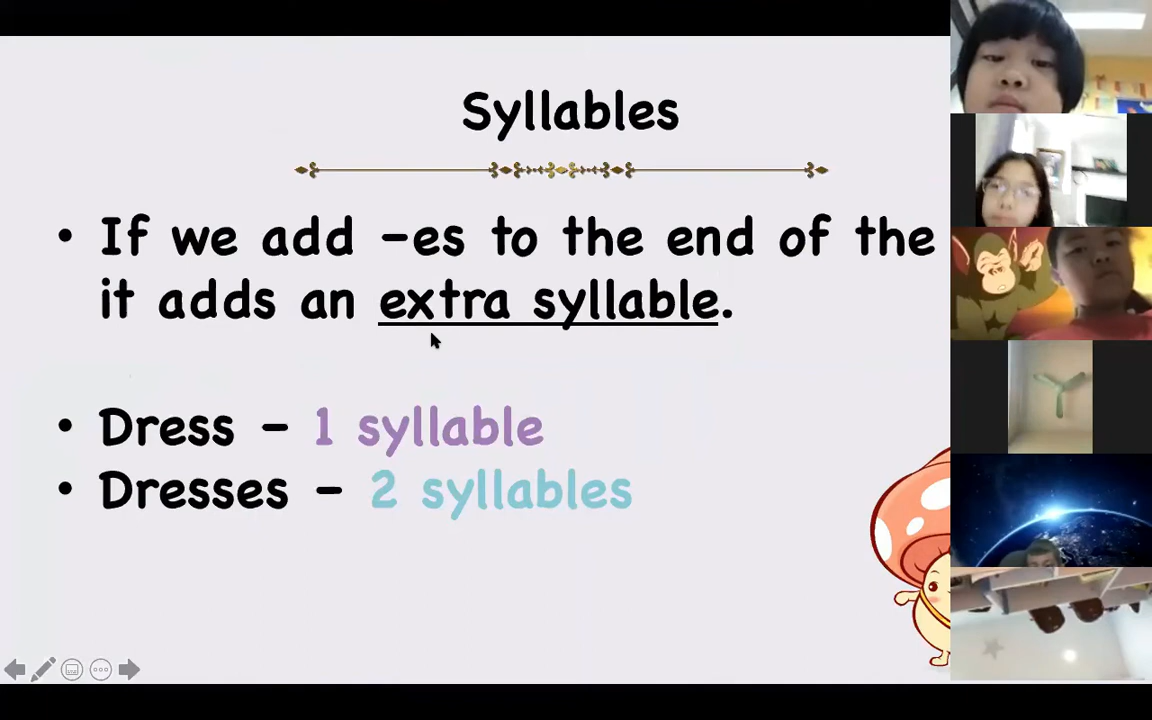 Syllables
• If we add -es to the end of the
it adds an extra syllable.
• Dress - 1 syllable
• Dresses - 2 syllables